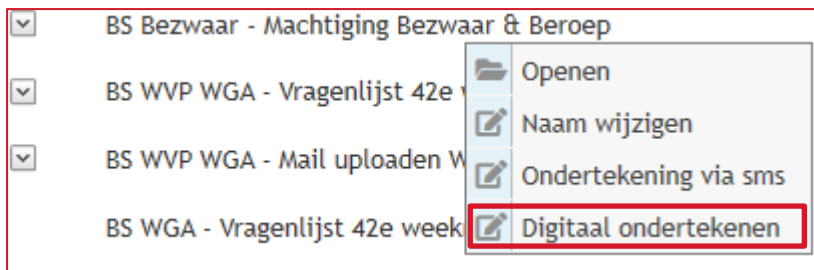 BS Bezwaar - Machtiging Bezwaar & Beroep
Openen
BS WVP WGA - Vragenlijst 42e
Naam wijzigen
BS WVP WGA - Mail uploaden
Ondertekening via sms
BS WGA - Vragenlijst 42e week
Digitaal ondertekenen